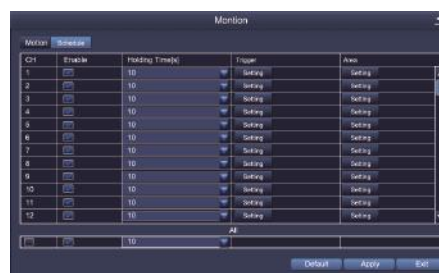 Montion
Motion Schedule
CH Enable Holding Time[s] Trigger Area
1 10 Setting Setting
2 10 Setting Setting
3 10 Setting Setting
4 10 Setting Setting
5 10 Setting Setting
6 10 Setting Setting
7 10 Setting Setting
8 10 Setting Setting
9 10 Setting Setting
10 10 Setting Setting
11 10 Setting Setting
12 10 Setting Setting
All
10
Default Apply Exit